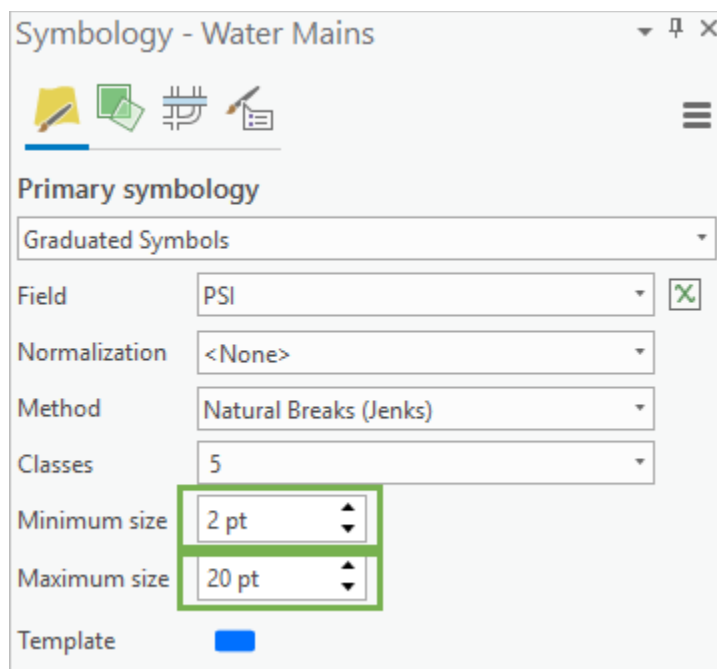 Symbology - Water Mains
Primary symbology
Graduated Symbols
Field PSI
Normalization <None>
Method Natural Breaks (Jenks)
Classes 5
Minimum size 2 pt
Maximum size 20 pt
Template